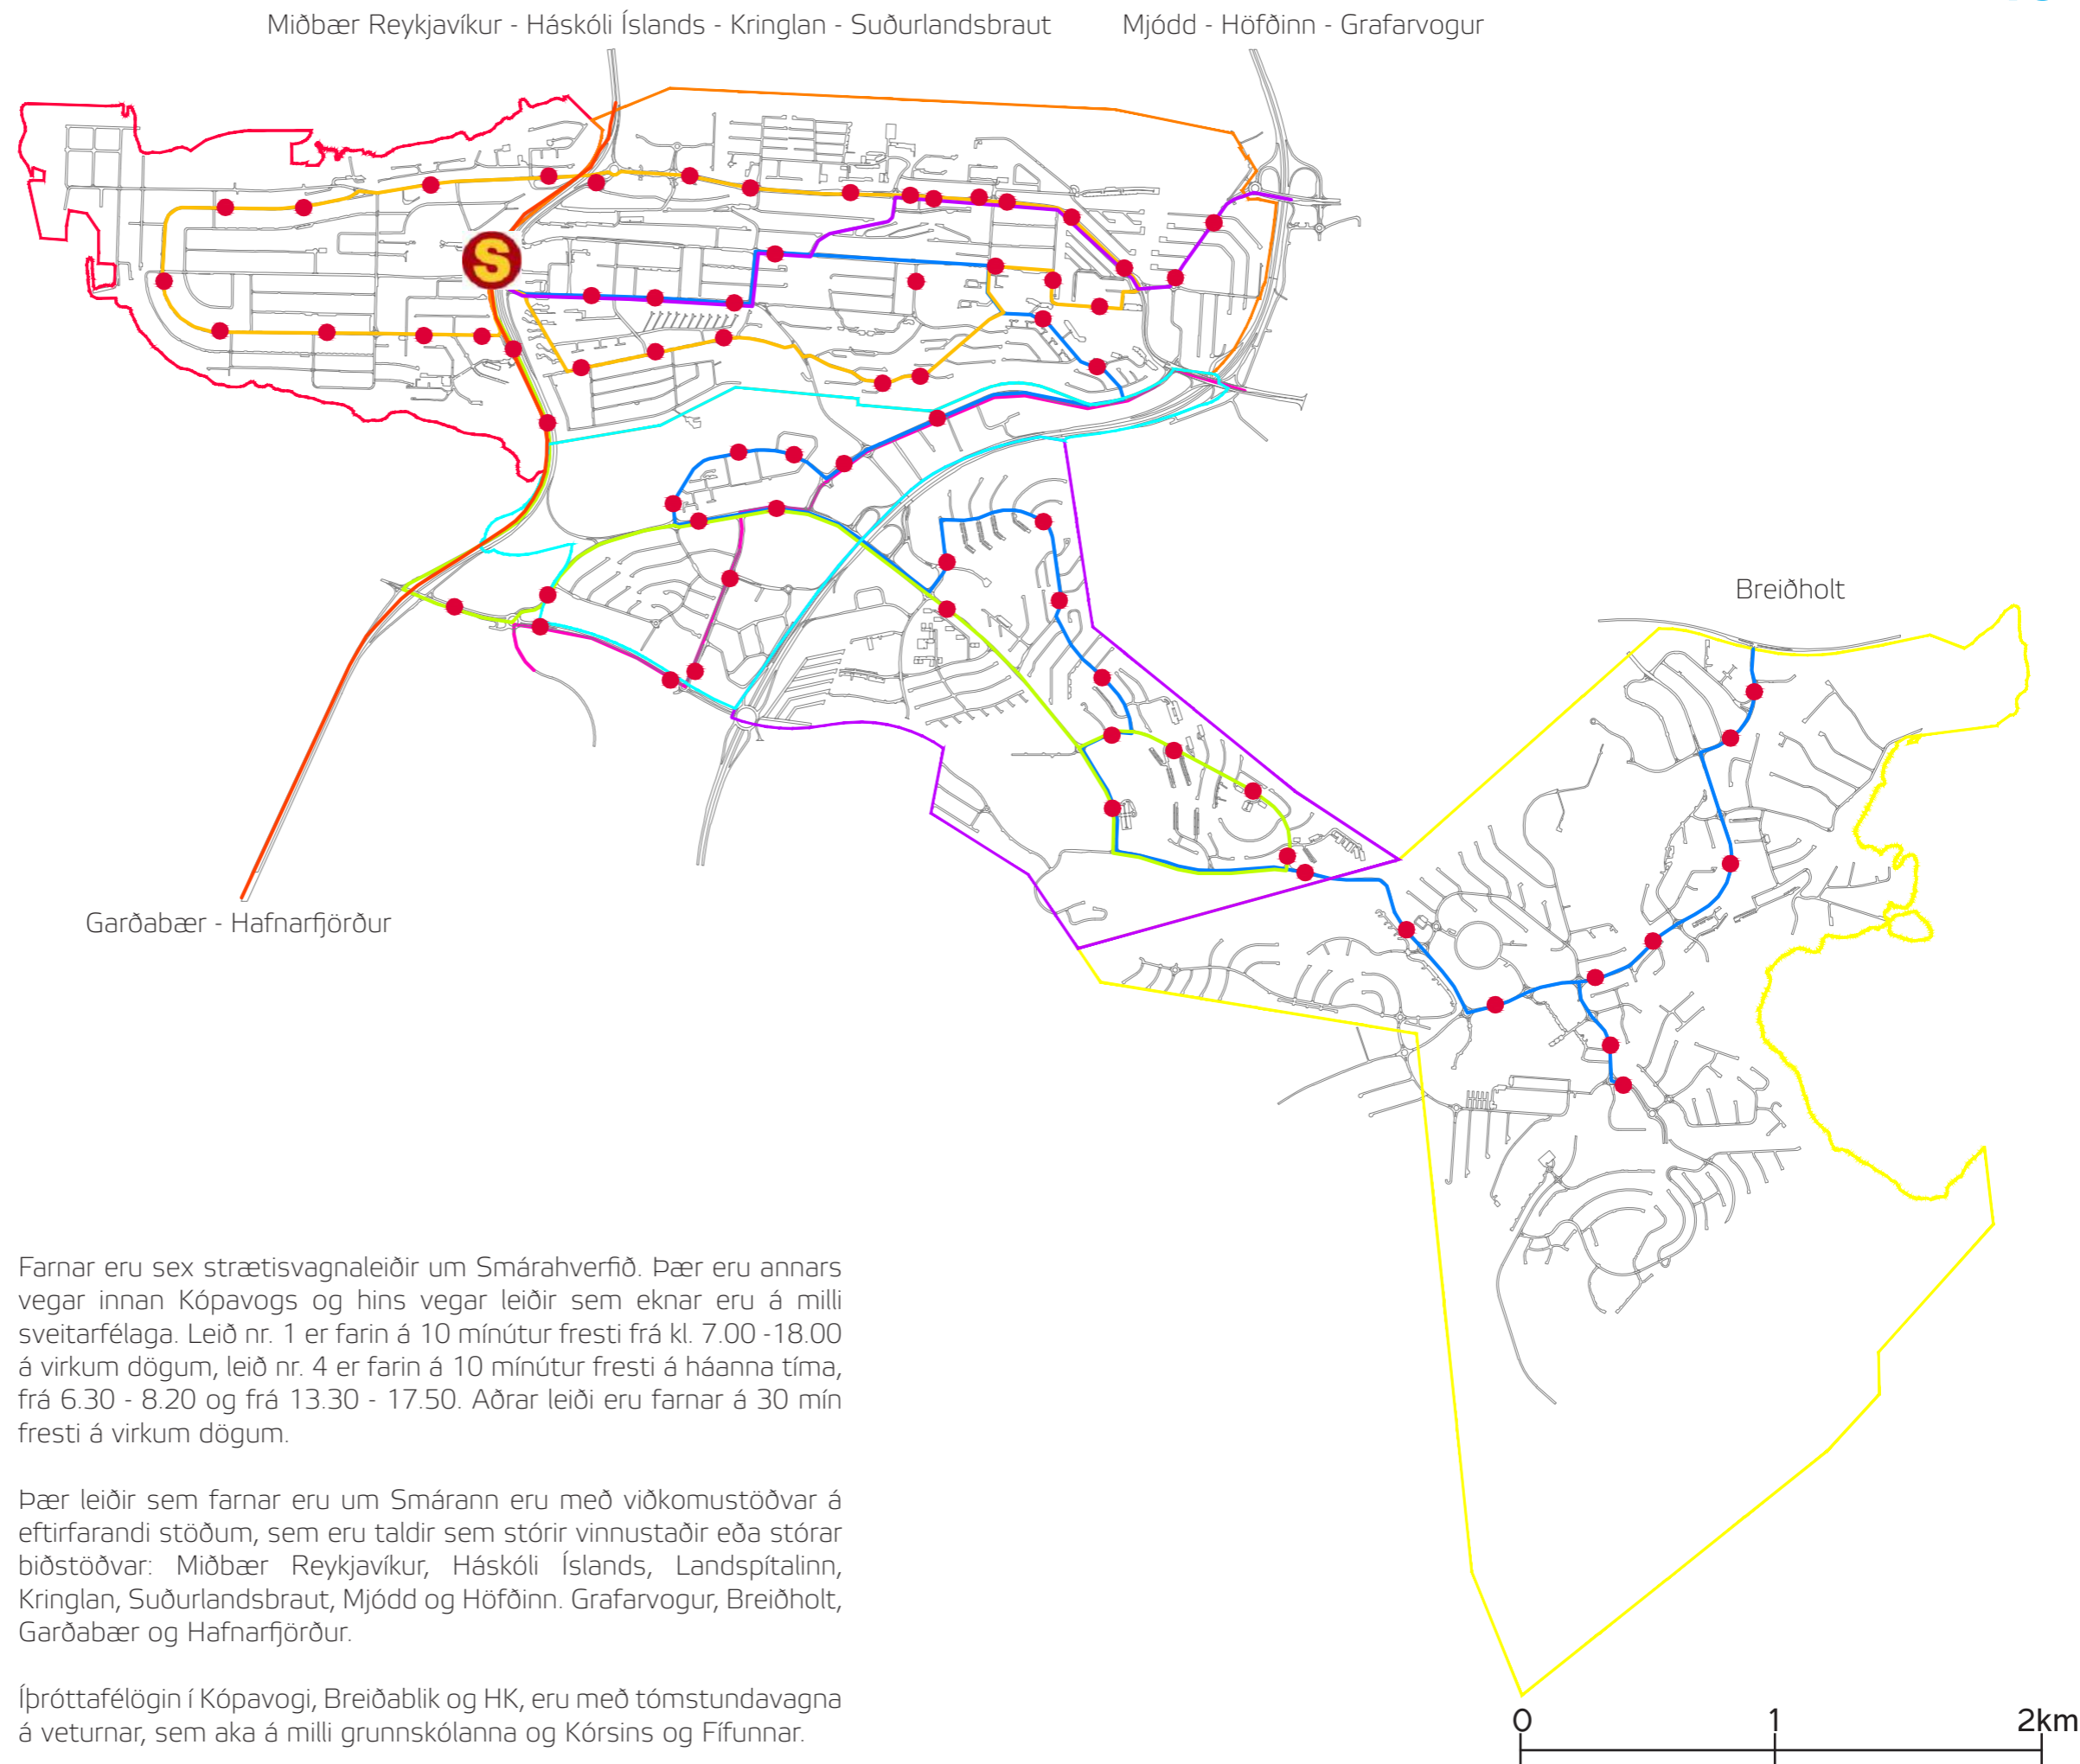 Miðbær Reykjavíkur - Háskóli Íslands - Kringlan - Suðurlandsbraut
Mjódd - Höfðinn - Grafarvogur
S
Breiðholt
Garðabær - Hafnarfjörður
Farnar eru sex strætisvagnaleiðir um Smárahverfið. Þær eru annars
vegar innan Kópavogs og hins vegar leiðir sem eknar eru á milli
sveitarfélaga. Leið nr. 1 er farin á 10 mínútur fresti frá kl. 7.00 -18.00
á virkum dögum, leið nr. 4 er farin á 10 mínútur fresti á háanna tíma,
frá 6.30 - 8.20 og frá 13.30 - 17.50. Aðrar leiði eru farnar á 30 mín
fresti á virkum dögum.
Þær leiðir sem farnar eru um Smárann eru með viðkomustöðvar á
eftirfarandi stöðum, sem eru taldir sem stórir vinnustaðir eða stórar
biðstöðvar: Miðbær Reykjavíkur, Háskóli Íslands, Landspítalinn,
Kringlan, Suðurlandsbraut, Mjódd og Höfðinn. Grafarvogur, Breiðholt,
Garðabær og Hafnarfjörður.
Íþróttafélögin í Kópavogi, Breiðablik og HK, eru með tómstundavagna
á veturnar, sem aka á milli grunnskólanna og Kórsins og Fífunnar.
0 1 2km